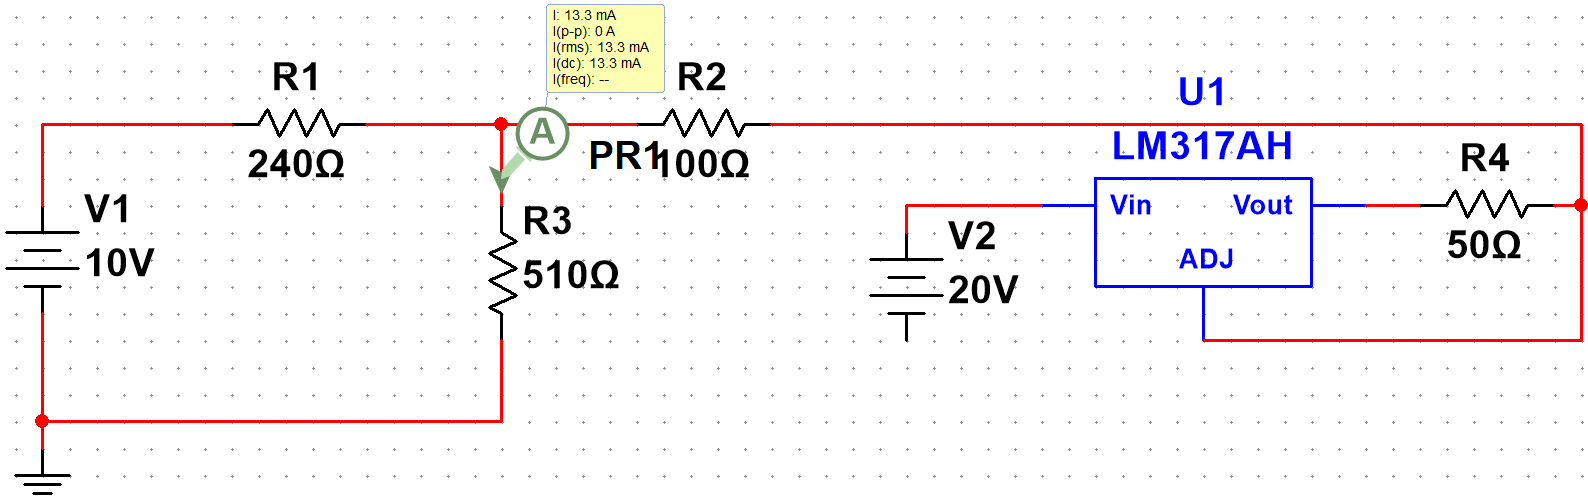 I: 13.3 mA
I(p-p): 0 A
I(rms): 13.3 mA
I(dc): 13.3 mA
I(freq): --
R1
240Ω
A
PR1
R2
100Ω
U1
LM317AH
Vin
Vout
ADJ
R4
50Ω
V1
10V
R3
510Ω
V2
20V